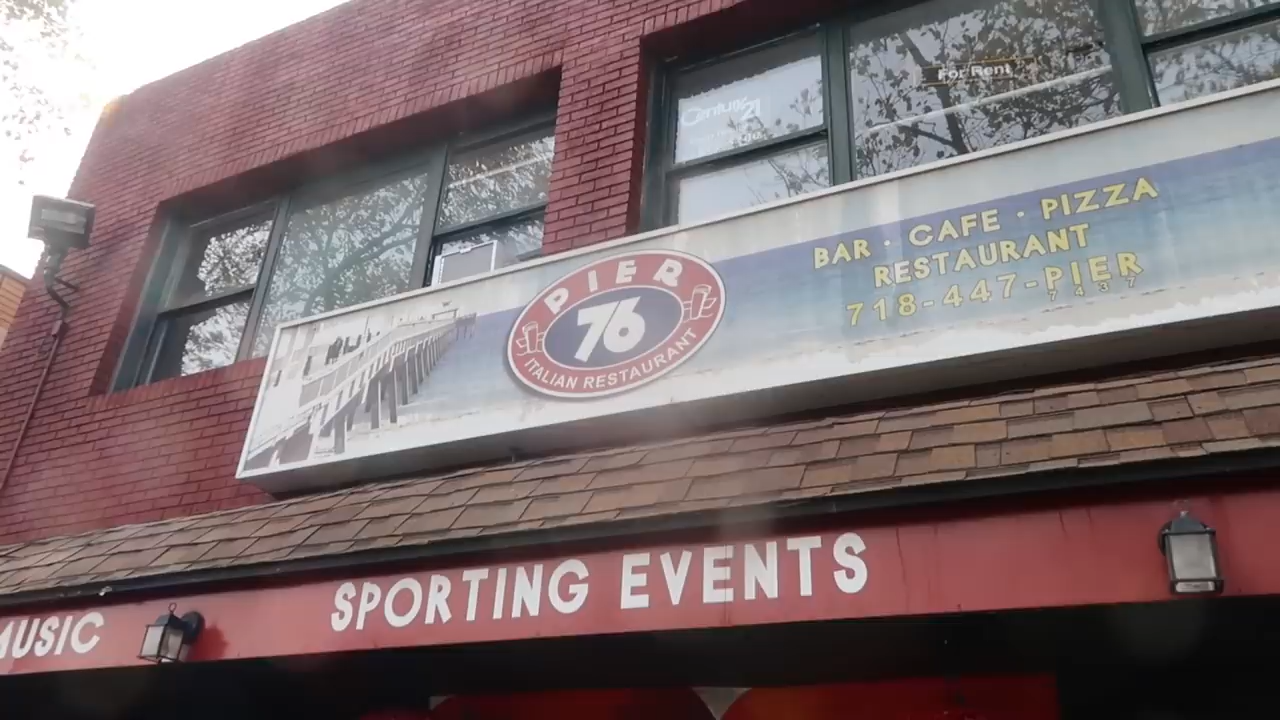 Century 21
For Rent
PIER
76
ITALIAN RESTAURANT
BAR · CAFE · PIZZA
RESTAURANT
718-447-PIER
7437
MUSIC
SPORTING EVENTS